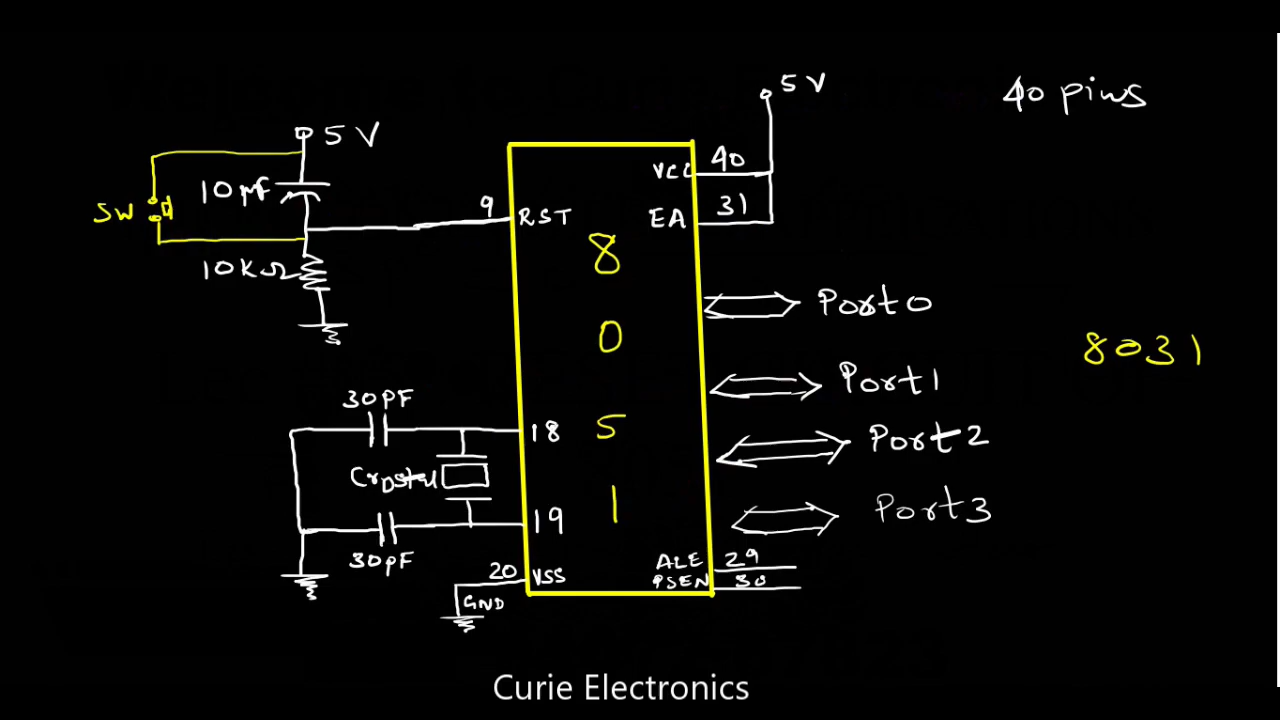 5V
40 pins
5V
10µF
SW
VCC 40
9
RST
EA 31
8
10KΩ
0
Port0
8031
Port1
30PF
5
18
Port2
Crystal
1
19
Port3
30pF
ALE 29
20
VSS
PSEN 30
GND
Curie Electronics